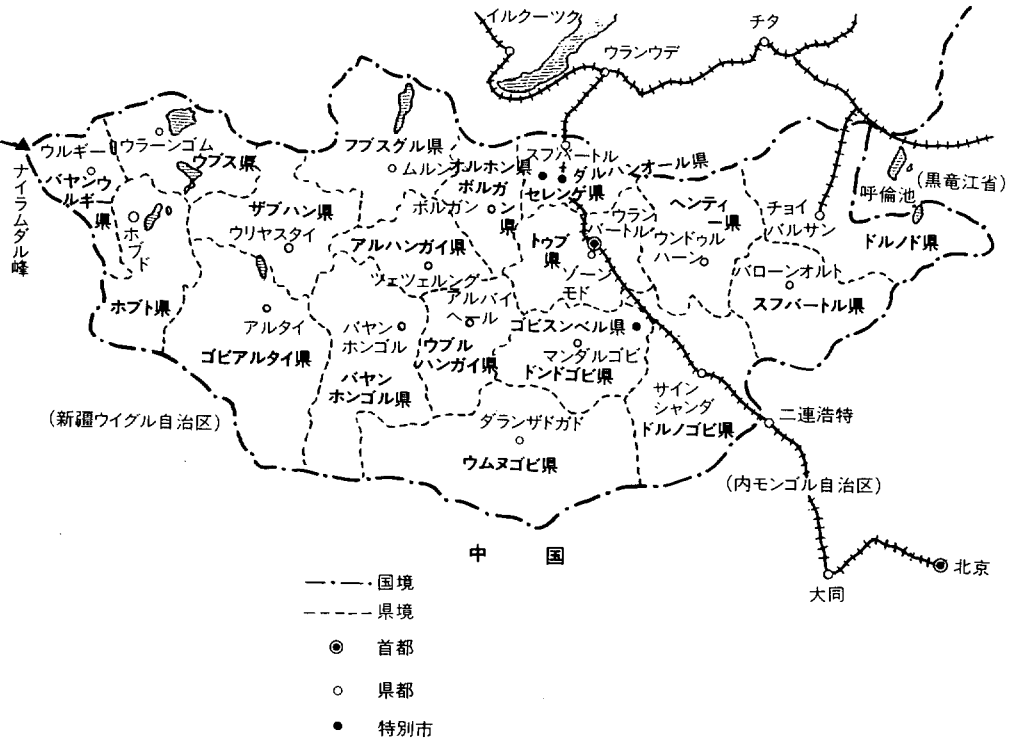 イルクーツク
チタ
ウランウデ
ウラーンゴム
ウルギー
ウブス県
バヤンウ
ルギー
県
ナイラムダル峰
ホブド
ホブト県
フブスグル県
ムルン
オルホン県
ボルガ
ン県
ボルガン
スフバートル
ダルハンオール県
セレンゲ県
ヘンティ
ー県
チョイ
バルサン
呼倫池
(黒竜江省)
ドルノド県
ザブハン県
ウリヤスタイ
アルハンガイ県
ツェツェルレング
トゥブ
県
ウラン
バートル
ゾーン
モド
ウンドゥル
ハーン
バローンオルト
スフバートル県
アルタイ
ゴビアルタイ県
バヤン
ホンゴル
バヤン
ホンゴル県
アルバイ
ヘール
ウブル
ハンガイ県
ゴビスンベル県
マンダルゴビ
ドンドゴビ県
サイン
シャンダ
ドルノゴビ県
二連浩特
(新疆ウイグル自治区)
ダランザドガド
ウムヌゴビ県
(内モンゴル自治区)
中国
北京
大同
国境
県境
首都
県都
特別市